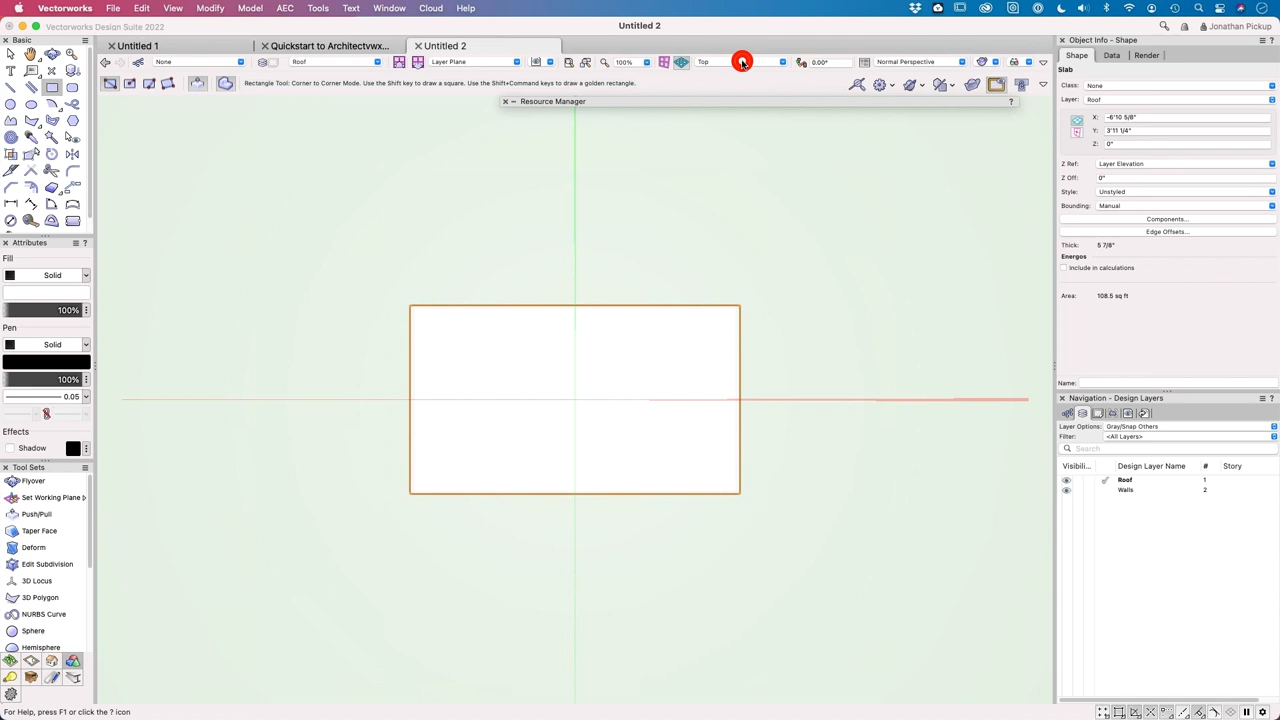 File Edit View Modify Model AEC Tools Text Window Cloud Help
Vectorworks Design Suite 2022
Untitled 2
Jonathan Pickup
Basic
Untitled 1
Quickstart to Architectvwx...
Untitled 2
None
Roof
Layer Plane
100%
Top
0.00°
Normal Perspective
Rectangle Tool: Corner to Corner Mode. Use the Shift key to draw a square. Use the Shift+Command keys to draw a golden rectangle.
Resource Manager
?
Attributes
?
Fill
Solid
100%
Pen
Solid
100%
0.05
Effects
Shadow
Tool Sets
Flyover
Set Working Plane
Push/Pull
Taper Face
Deform
Edit Subdivision
3D Locus
3D Polygon
NURBS Curve
Sphere
Hemisphere
For Help, press F1 or click the ? icon
Object Info - Shape
?
Shape Data Render
Slab
Class: None
Layer: Roof
X: -6'10 5/8"
Y: 3'11 1/4"
Z: 0"
Z Ref: Layer Elevation
Z Off: 0"
Style: Unstyled
Bounding: Manual
Components...
Edge Offsets...
Thick: 5 7/8"
Energos
Include in calculations
Area: 108.5 sq ft
Name:
Navigation - Design Layers
?
Layer Options: Gray/Snap Others
Filter: <All Layers>
Search
Visibili... Design Layer Name # Story
Roof 1
Walls 2